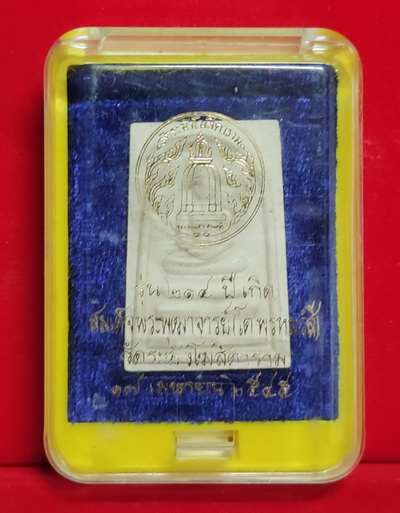 รุ่น ๒๑๔ ปีเกิด
สมเด็จพระพุฒาจารย์(โต พรหมรังสี)
วัดระฆังโฆสิตาราม
๑๗ เมษายน ๒๕๔๕